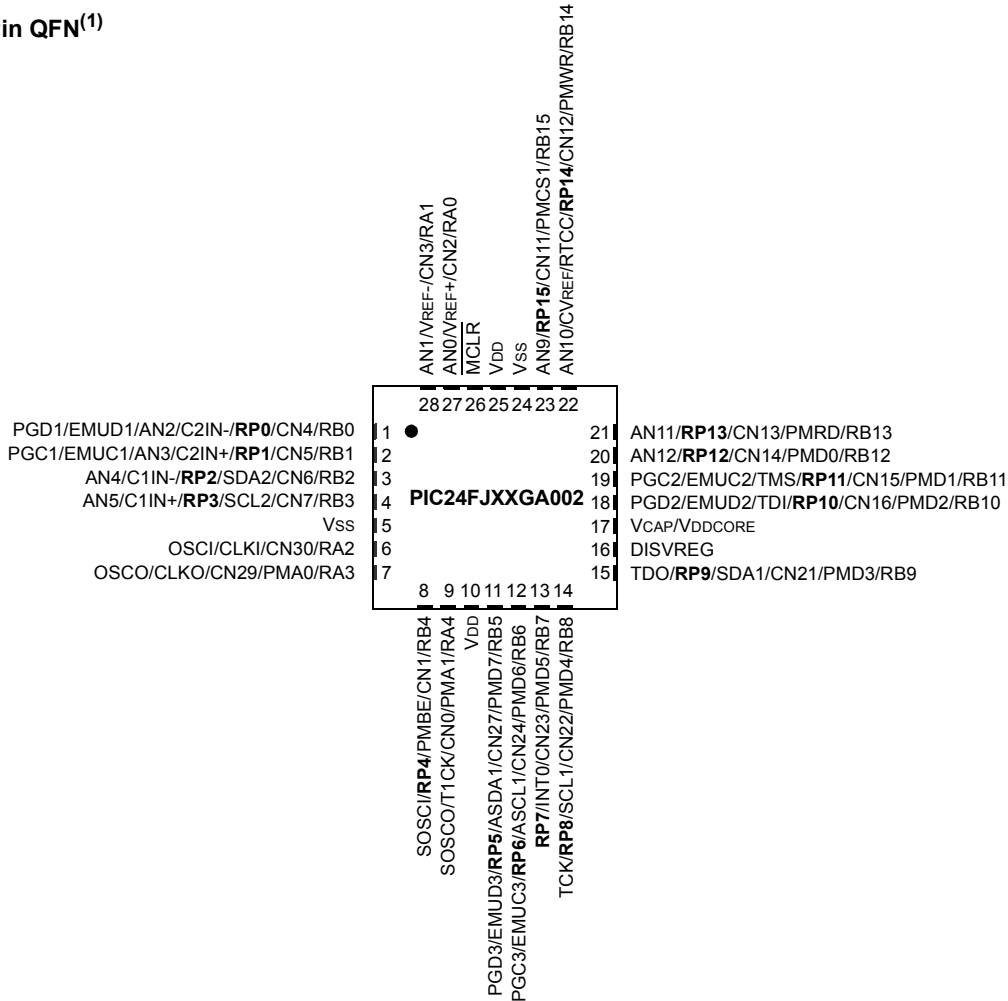 in QFN(1)
AN1/VREF-/CN3/RA1
AN0/VREF+/CN2/RA0
MCLR
VDD
VSS
AN9/RP15/CN11/PMCS1/RB15
AN10/CVREF/RTCC/RP14/CN12/PMWR/RB14
28 27 26 25 24 23 22
PGD1/EMUD1/AN2/C2IN-/RP0/CN4/RB0 1
PGC1/EMUC1/AN3/C2IN+/RP1/CN5/RB1 2
AN4/C1IN-/RP2/SDA2/CN6/RB2 3
AN5/C1IN+/RP3/SCL2/CN7/RB3 4
VSS 5
OSCI/CLKI/CN30/RA2 6
OSCO/CLKO/CN29/PMA0/RA3 7
PIC24FJXXGA002
21 AN11/RP13/CN13/PMRD/RB13
20 AN12/RP12/CN14/PMD0/RB12
19 PGC2/EMUC2/TMS/RP11/CN15/PMD1/RB11
18 PGD2/EMUD2/TDI/RP10/CN16/PMD2/RB10
17 VCAP/VDDCORE
16 DISVREG
15 TDO/RP9/SDA1/CN21/PMD3/RB9
8 9 10 11 12 13 14
SOSCI/RP4/PMBE/CN1/RB4
SOSCO/T1CK/CN0/PMA1/RA4
VDD
PGD3/EMUD3/RP5/ASDA1/CN27/PMD7/RB5
PGC3/EMUC3/RP6/ASCL1/CN24/PMD6/RB6
RP7/INT0/CN23/PMD5/RB7
TCK/RP8/SCL1/CN22/PMD4/RB8